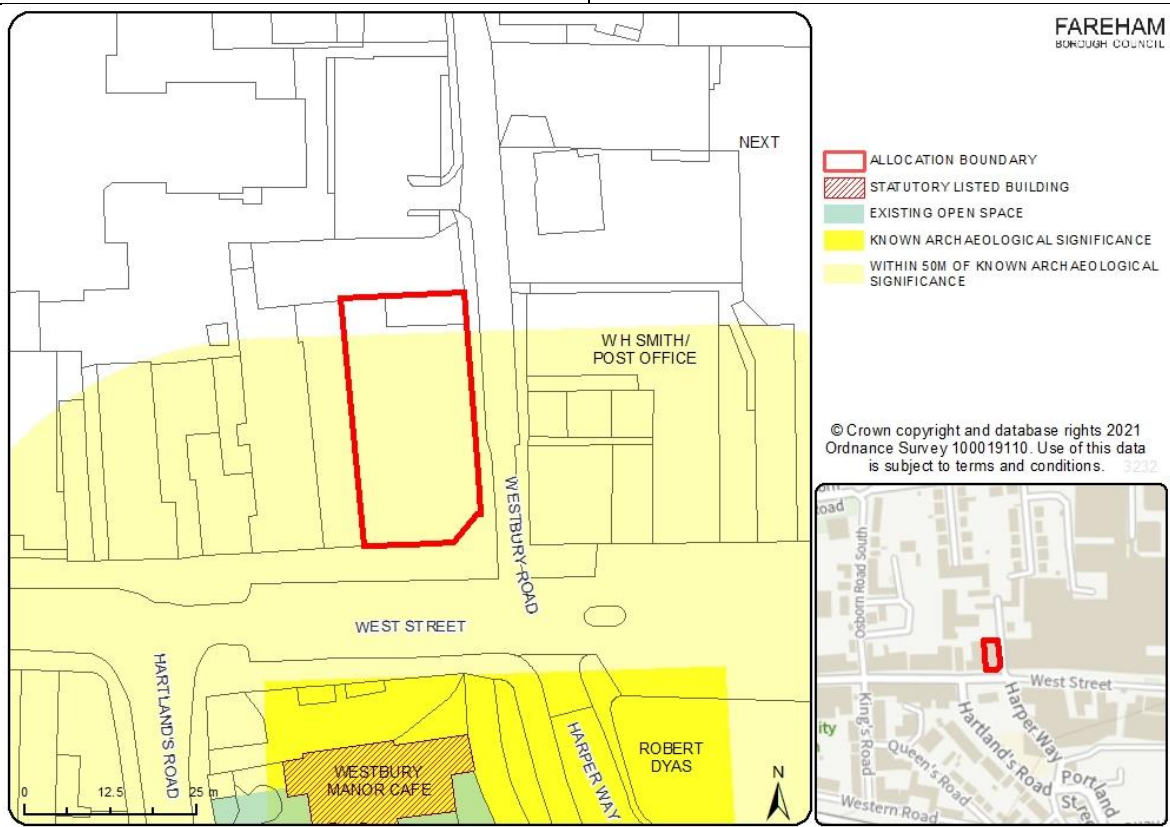 FAREHAM
BOROUGH COUNCIL
NEXT
ALLOCATION BOUNDARY
STATUTORY LISTED BUILDING
EXISTING OPEN SPACE
KNOWN ARCHAEOLOGICAL SIGNIFICANCE
WITHIN 50M OF KNOWN ARCHAEOLOGICAL
SIGNIFICANCE
W H SMITH/
POST OFFICE
© Crown copyright and database rights 2021
Ordnance Survey 100019110. Use of this data
is subject to terms and conditions. 3232
WESTBURY ROAD
WEST STREET
HARTLAND'S ROAD
HARPER WAY
ROBERT
DYAS
WESTBURY
MANOR CAFE
0 12.5 25 m
N
Road
Osborn Road South
West Street
King's Road
Harper Way
Hartland's Road
Queen's Road
Portland
Street
Western Road